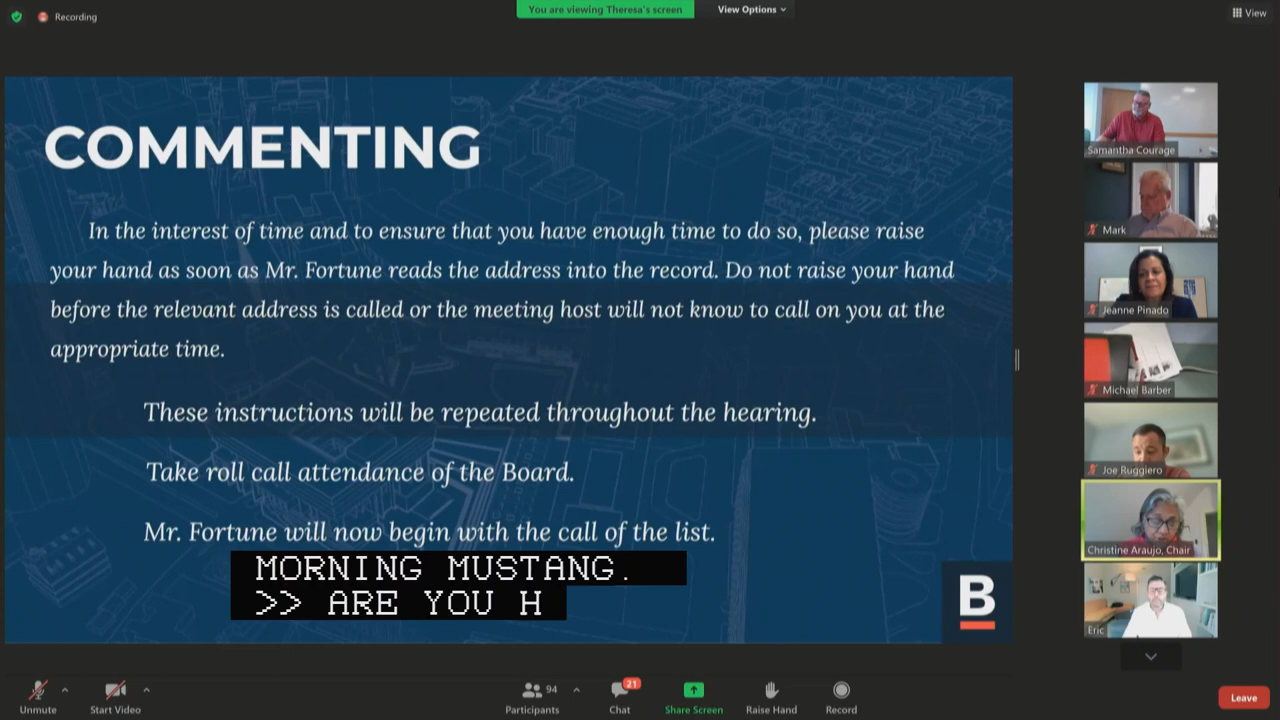 Recording
You are viewing Theresa's screen
View Options
View
COMMENTING
In the interest of time and to ensure that you have enough time to do so, please raise
your hand as soon as Mr. Fortune reads the address into the record. Do not raise your hand
before the relevant address is called or the meeting host will not know to call on you at the
appropriate time.
These instructions will be repeated throughout the hearing.
Take roll call attendance of the Board.
Mr. Fortune will now begin with the call of the list.
MORNING MUSTANG.
>> ARE YOU H
B
Samantha Courage
Mark
Jeanne Pinado
Michael Barber
Joe Ruggiero
Christine Araujo, Chair
Eric
Unmute
Start Video
94
Participants
21
Chat
Share Screen
Raise Hand
Record
Leave